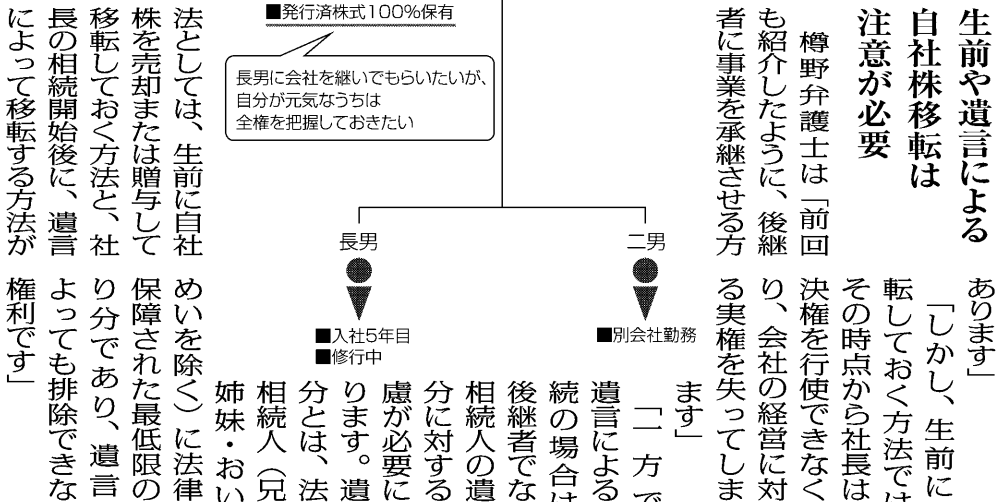 生前や遺言による
自社株移転は
注意が必要
樽野弁護士は「前回
も紹介したように、後継
者に事業を承継させる方
法としては、生前に自社
株を売却または贈与して
移転しておく方法と、社
長の相続開始後に、遺言
によって移転する方法が
■発行済株式100%保有
長男に会社を継いでもらいたいが、
自分が元気なうちは
全権を把握しておきたい
長男
■入社5年目
■修行中
二男
■別会社勤務
あります」
「しかし、生前に
転しておく方法では
その時点から社長は
決権を行使できなく
り、会社の経営に対
る実権を失ってしま
ます」
「一方で
遺言による
続の場合は
後継者でな
相続人の遺
分に対する
慮が必要に
ります。遺
分とは、法
相続人（兄
姉妹・おい
めいを除く）に法律
保障された最低限の
り分であり、遺言
よっても排除できな
権利です」